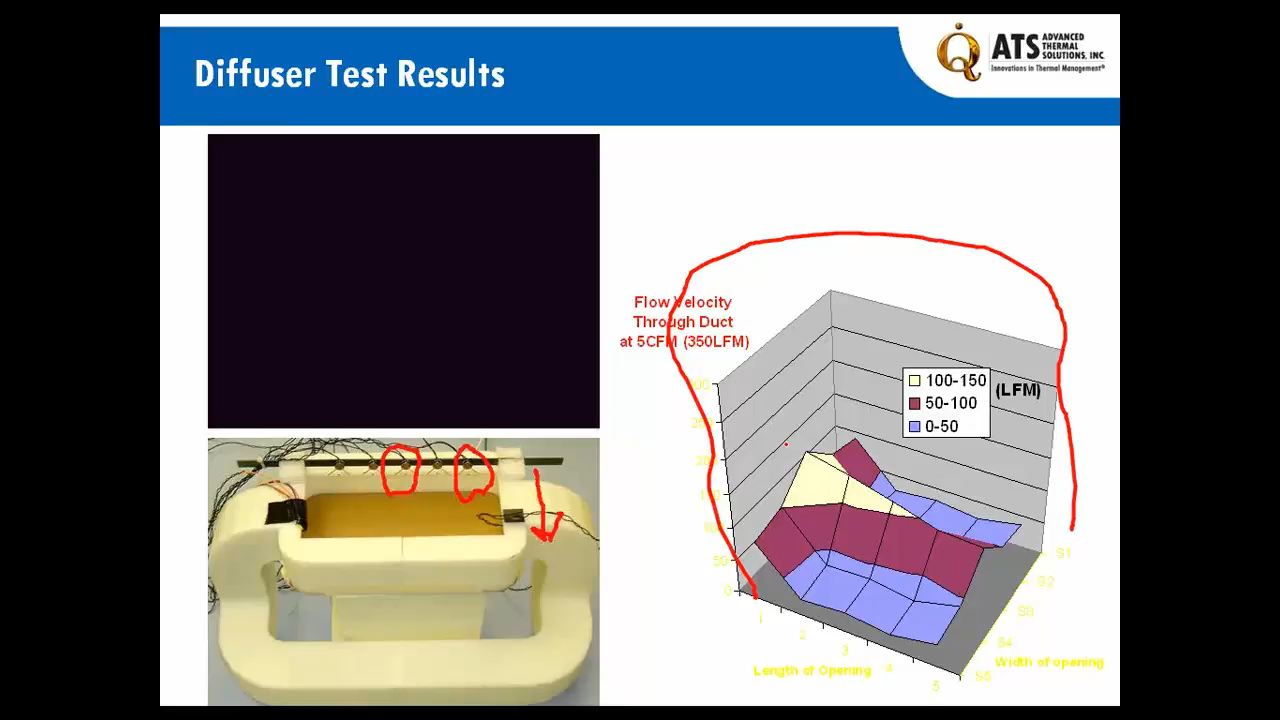 Diffuser Test Results
ATS ADVANCED
THERMAL
SOLUTIONS, INC.
Innovations in Thermal Management®
Flow Velocity
Through Duct
at 5CFM (350LFM)
100-150
50-100
0-50
(LFM)
50
0
1
2
3
4
5
S1
S2
S4
S5
Length of Opening
Width of opening